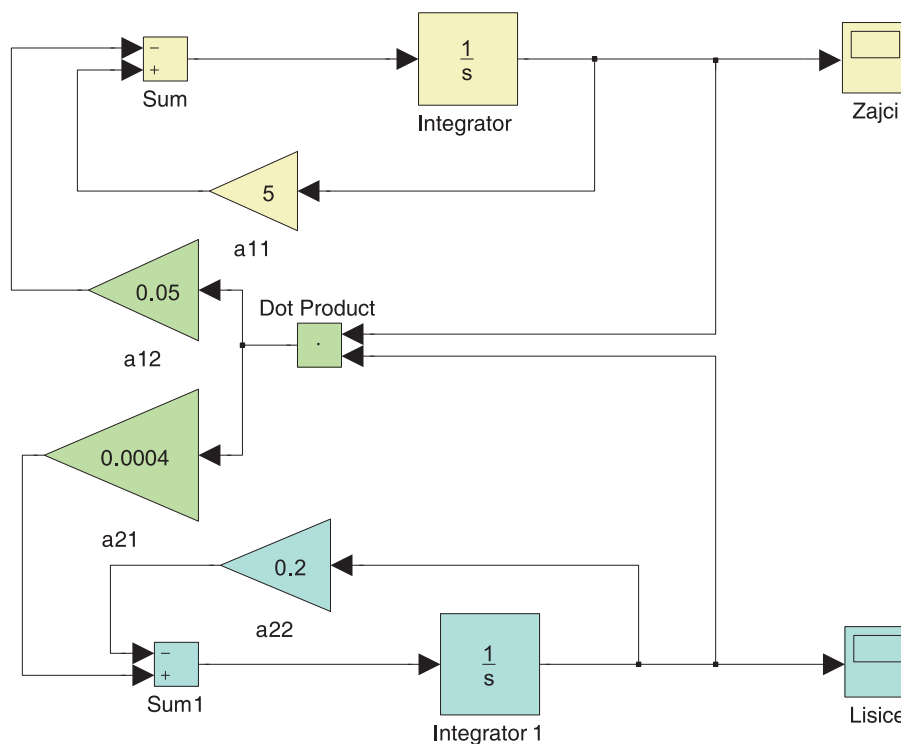 −
+
Sum
1
s
Integrator
Zajci
5
a11
0.05
a12
Dot Product
.
0.0004
a21
0.2
a22
−
+
Sum1
1
s
Integrator 1
Lisice